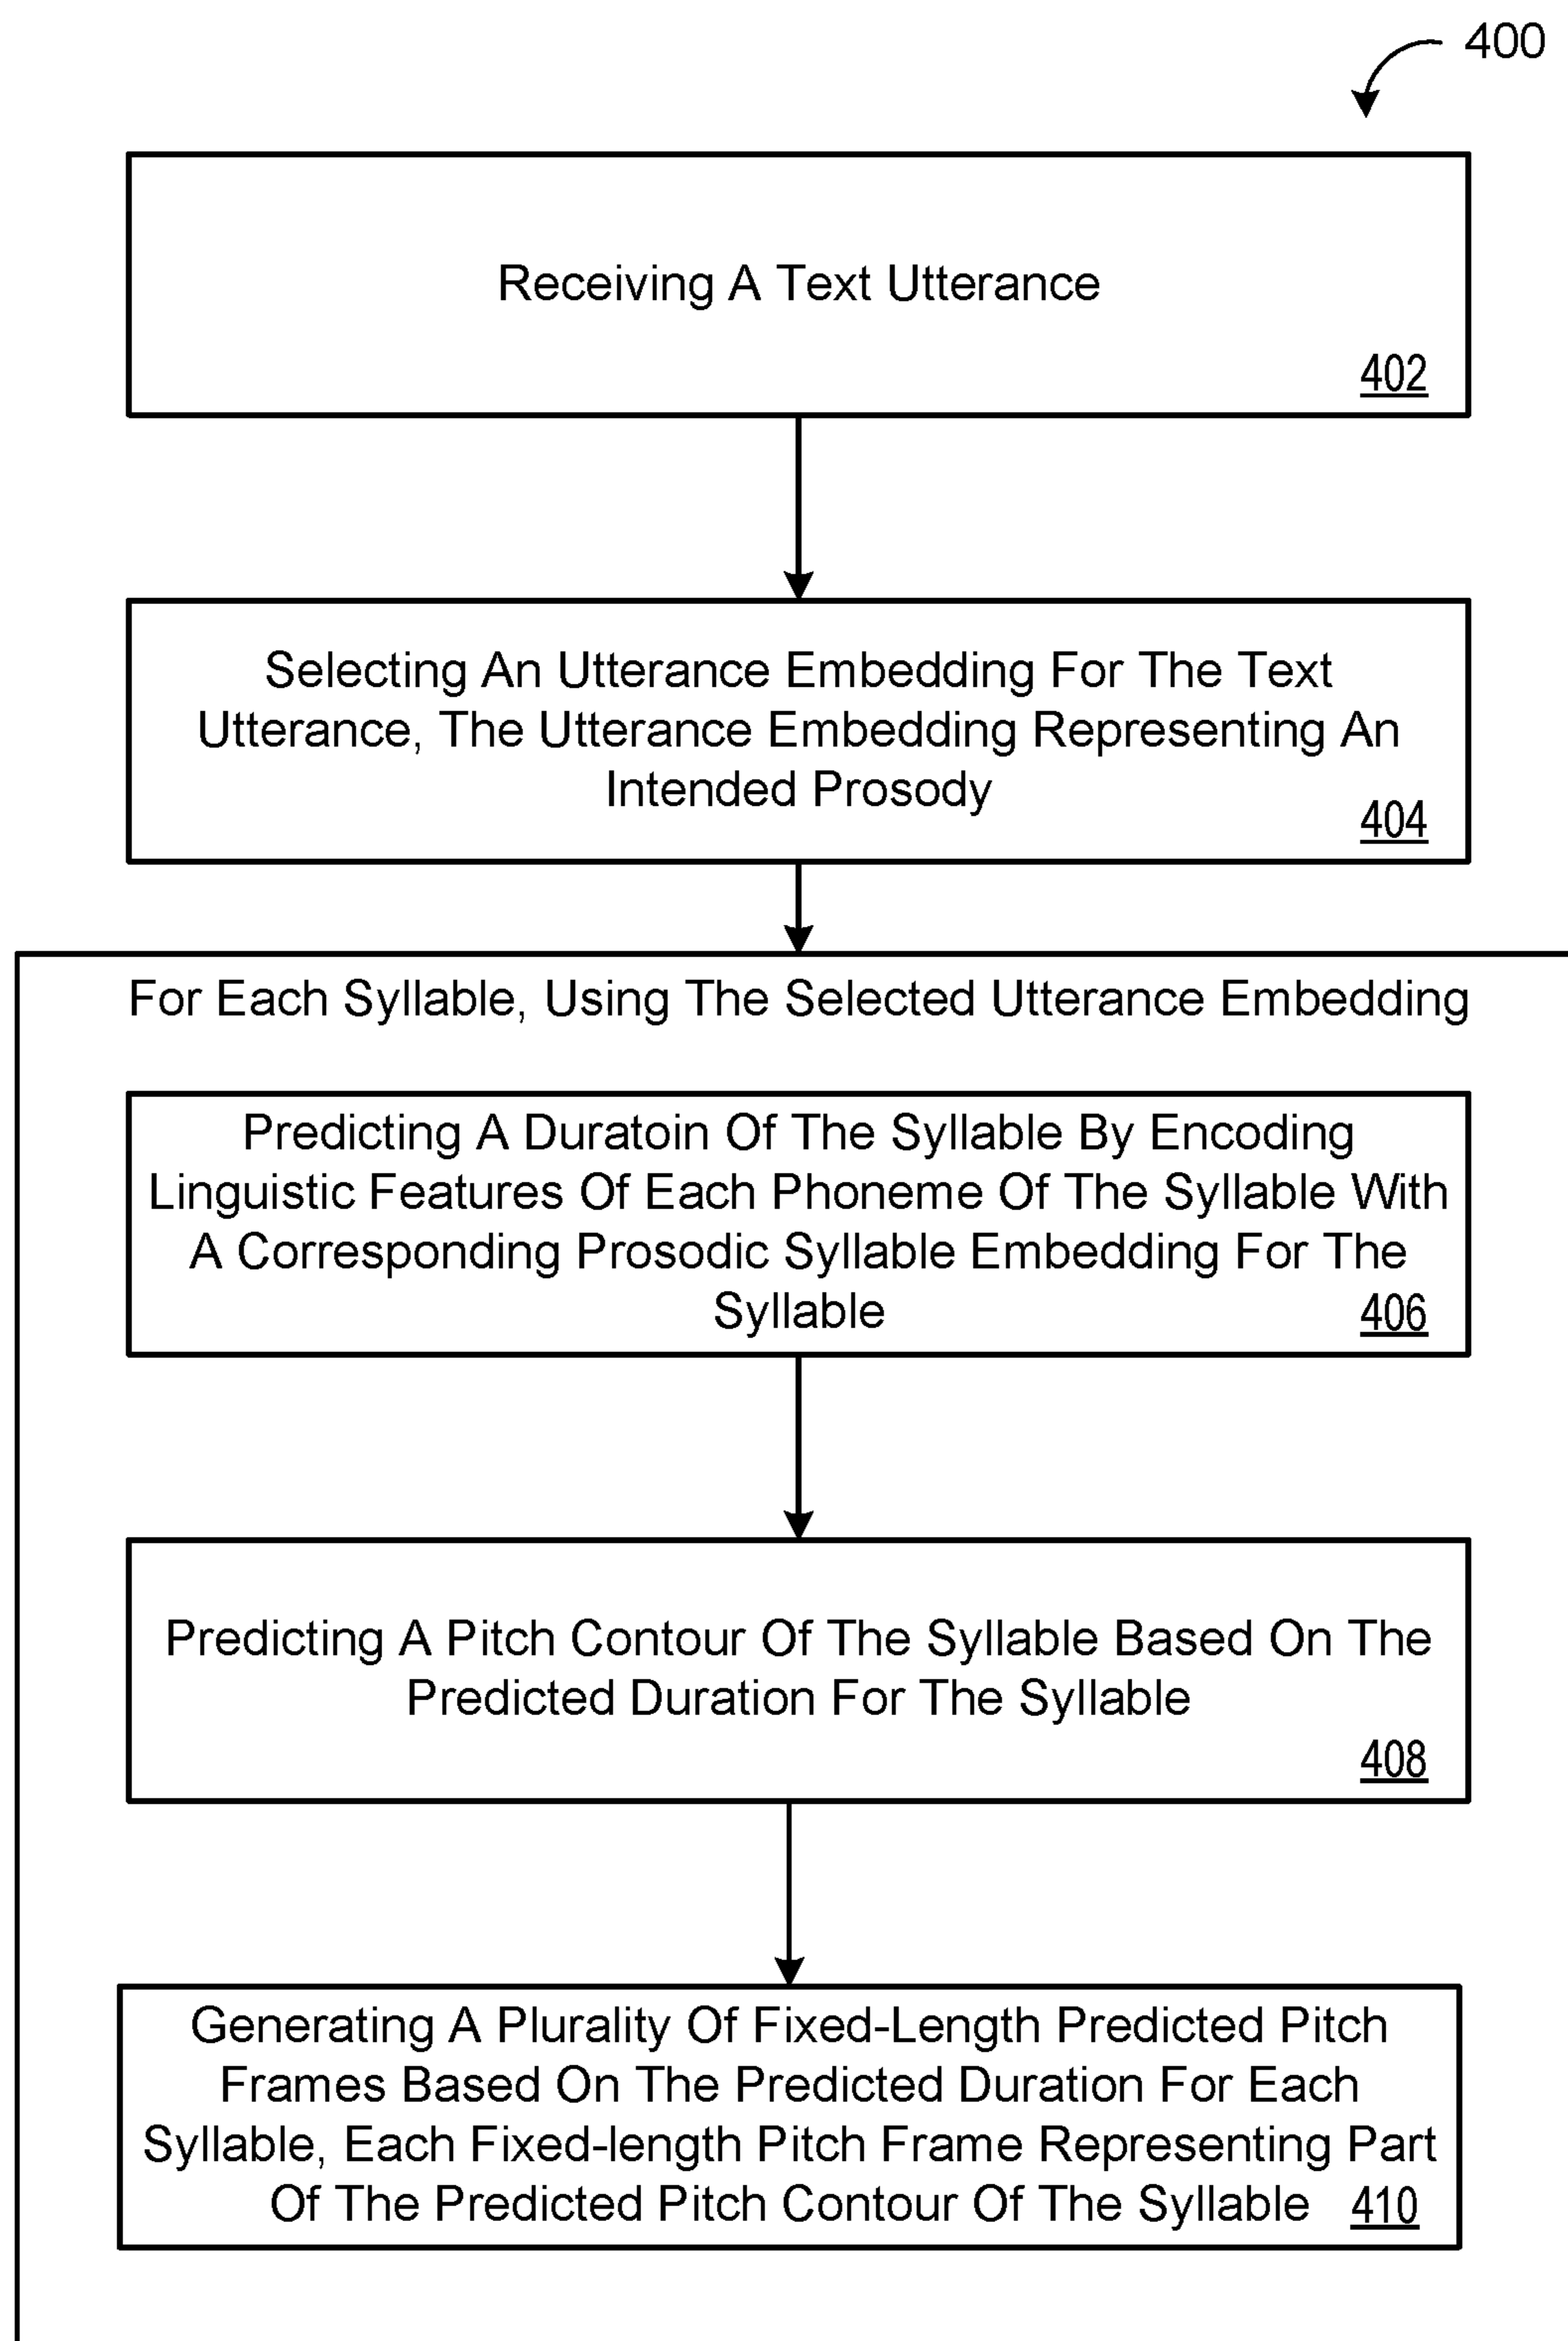 400
Receiving A Text Utterance
402
Selecting An Utterance Embedding For The Text
Utterance, The Utterance Embedding Representing An
Intended Prosody
404
For Each Syllable, Using The Selected Utterance Embedding
Predicting A Duratoin Of The Syllable By Encoding
Linguistic Features Of Each Phoneme Of The Syllable With
A Corresponding Prosodic Syllable Embedding For The
Syllable 406
Predicting A Pitch Contour Of The Syllable Based On The
Predicted Duration For The Syllable
408
Generating A Plurality Of Fixed-Length Predicted Pitch
Frames Based On The Predicted Duration For Each
Syllable, Each Fixed-length Pitch Frame Representing Part
Of The Predicted Pitch Contour Of The Syllable 410